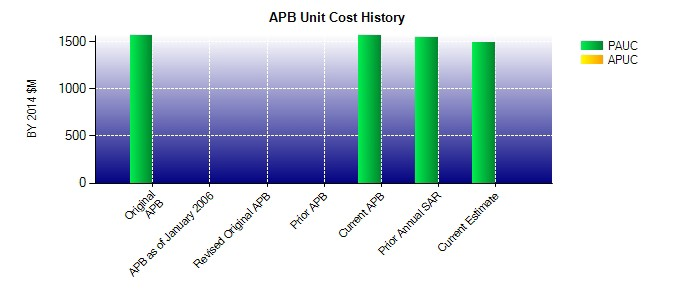 APB Unit Cost History
BY 2014 $M
1500
1000
500
0
Original
APB
APB as of January 2006
Revised Original APB
Prior APB
Current APB
Prior Annual SAR
Current Estimate
PAUC
APUC